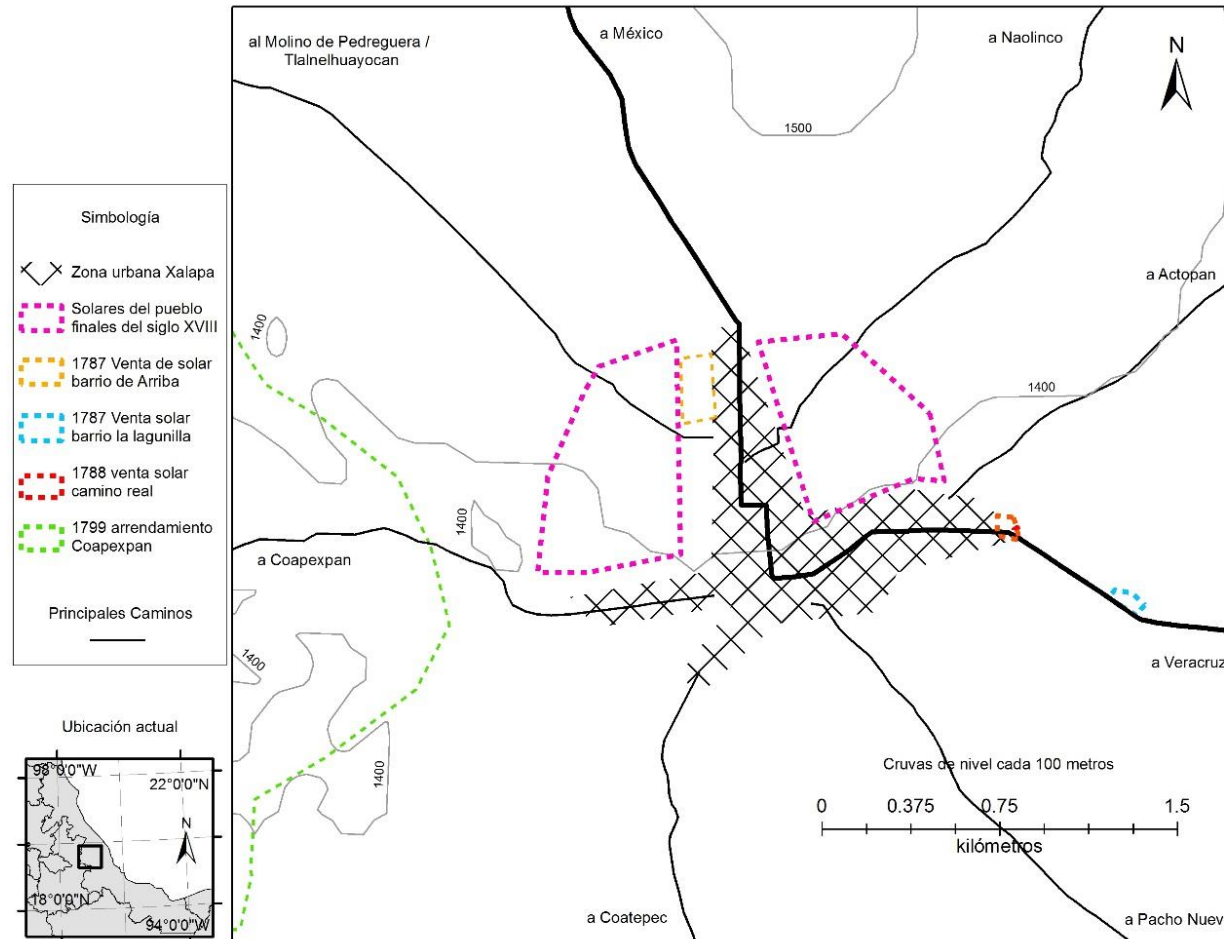 al Molino de Pedreguera /
Tlalnelhuayocan
a México
a Naolinco
N
1500
a Actopan
1400
1400
1400
a Coapexpan
1400
1400
a Veracruz
Cruvas de nivel cada 100 metros
0 0.375 0.75 1.5
kilómetros
a Coatepec
a Pacho Nuev
Simbología
Zona urbana Xalapa
Solares del pueblo
finales del siglo XVIII
1787 Venta de solar
barrio de Arriba
1787 Venta solar
barrio la lagunilla
1788 venta solar
camino real
1799 arrendamiento
Coapexpan
Principales Caminos
Ubicación actual
98°0'0"W
22°0'0"N
N
18°0'0"N
94°0'0"W